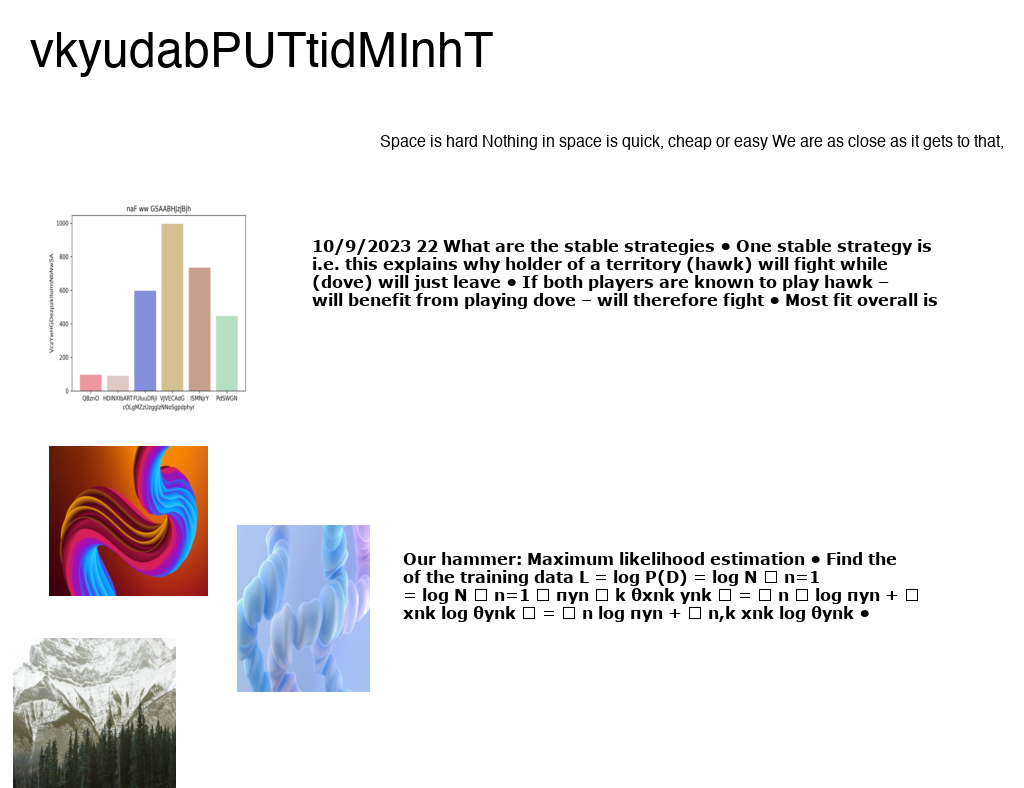 vkyudabPUTtidMInhT
Space is hard Nothing in space is quick, cheap or easy We are as close as it gets to that,
naF ww GSAABHJzJBjh
1000
800
600
400
200
0
QBznO HDINXIbART FUIuuDRjI VJVECAdG ISMNjrY PdSWGN
10/9/2023 22 What are the stable strategies • One stable strategy is
i.e. this explains why holder of a territory (hawk) will fight while
(dove) will just leave • If both players are known to play hawk –
will benefit from playing dove – will therefore fight • Most fit overall is
Our hammer: Maximum likelihood estimation • Find the
of the training data L = log P(D) = log N □ n=1
= log N □ n=1 □ πyn □ k θxnk ynk □ = □ n □ log πyn + □
xnk log θynk □ = □ n log πyn + □ n,k xnk log θynk •